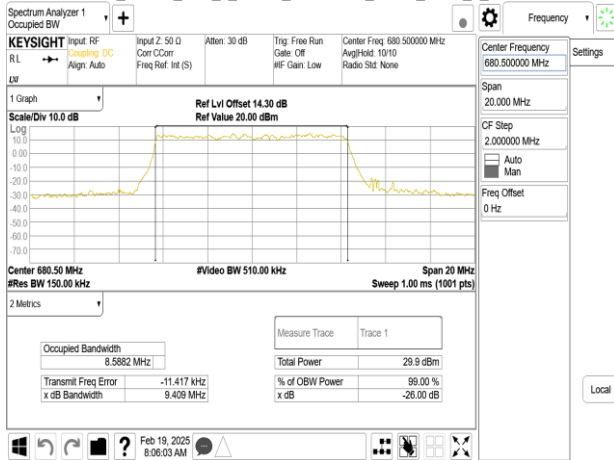 Spectrum Analyzer 1
Occupied BW
Frequency
KEYSIGHT
RL
LXI
Input: RF
Coupling: DC
Align: Auto
Input Z: 50 Ω
Corr CCorr
Freq Ref: Int (S)
Atten: 30 dB
Trig: Free Run
Gate: Off
#IF Gain: Low
Center Freq: 680.500000 MHz
Avg|Hold: 10/10
Radio Std: None
Center Frequency
680.500000 MHz
Settings
Span
20.000 MHz
CF Step
2.000000 MHz
Auto
Man
Freq Offset
0 Hz
Local
1 Graph
Scale/Div 10.0 dB
Ref Lvl Offset 14.30 dB
Ref Value 20.00 dBm
Log
10.0
0.00
-10.0
-20.0
-30.0
-40.0
-50.0
-60.0
-70.0
Center 680.50 MHz
#Res BW 150.00 kHz
#Video BW 510.00 kHz
Span 20 MHz
Sweep 1.00 ms (1001 pts)
2 Metrics
Measure Trace Trace 1
Occupied Bandwidth
8.5882 MHz
Total Power 29.9 dBm
Transmit Freq Error -11.417 kHz
% of OBW Power 99.00 %
x dB Bandwidth 9.409 MHz
x dB -26.00 dB
Feb 19, 2025
8:06:03 AM